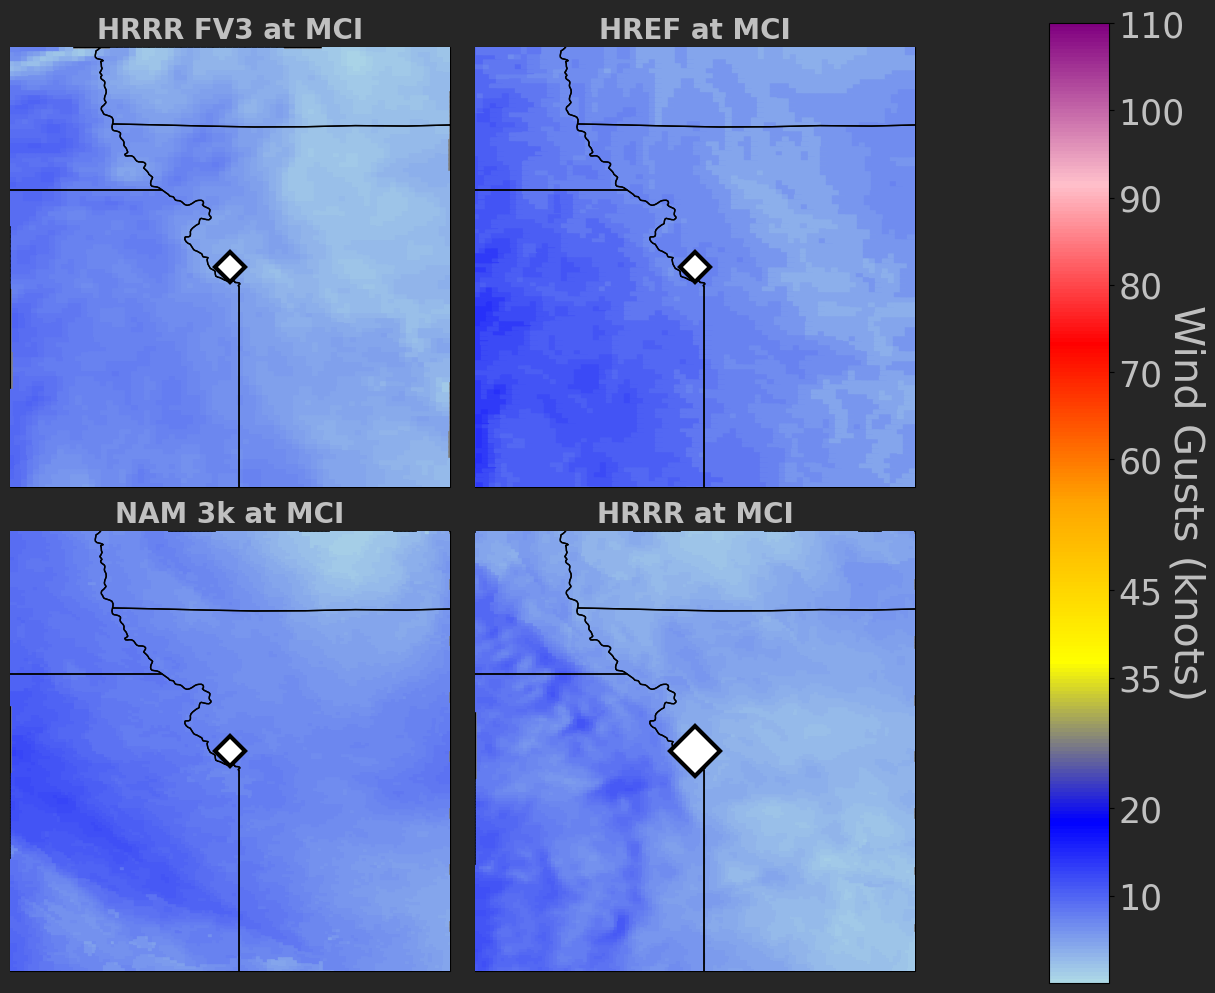 HRRR FV3 at MCI
HREF at MCI
NAM 3k at MCI
HRRR at MCI
110
100
90
80
70
60
45
35
20
10
Wind Gusts (knots)